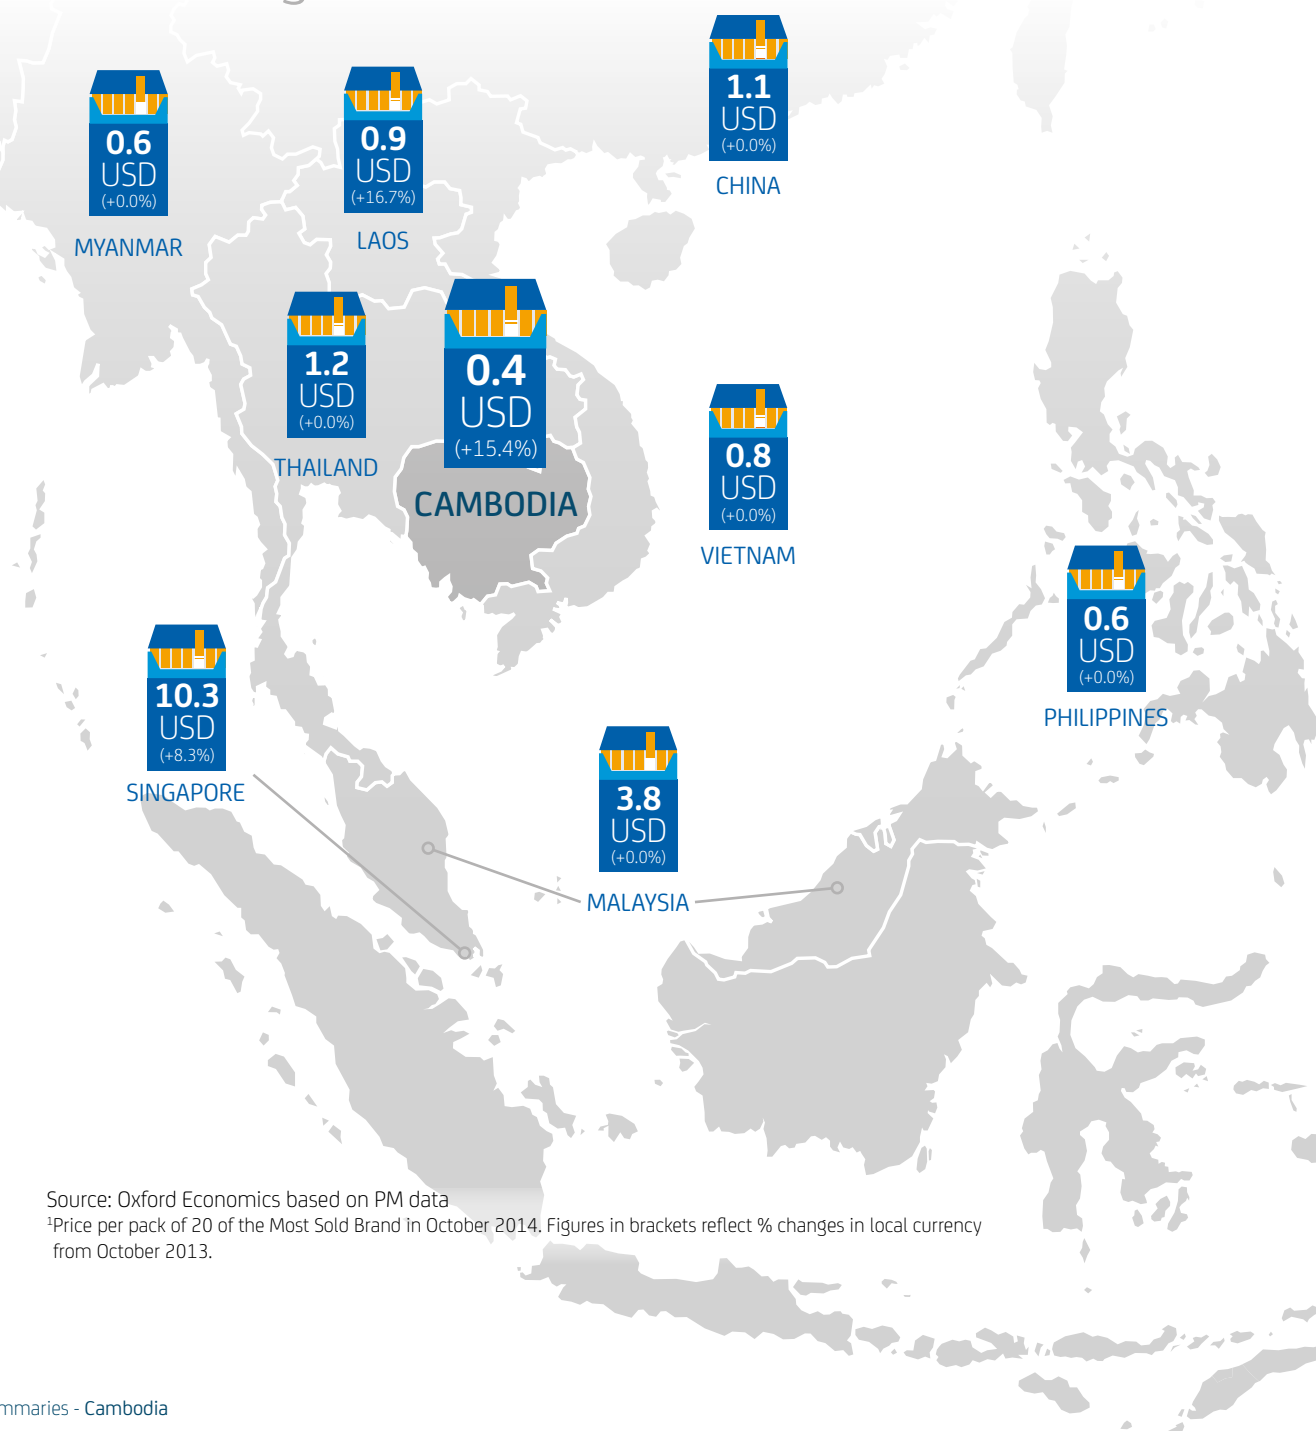 1.1
USD
(+0.0%)
CHINA
0.6
USD
(+0.0%)
MYANMAR
0.9
USD
(+16.7%)
LAOS
1.2
USD
(+0.0%)
THAILAND
0.4
USD
(+15.4%)
CAMBODIA
0.8
USD
(+0.0%)
VIETNAM
0.6
USD
(+0.0%)
PHILIPPINES
10.3
USD
(+8.3%)
SINGAPORE
3.8
USD
(+0.0%)
MALAYSIA
Source: Oxford Economics based on PM data
¹Price per pack of 20 of the Most Sold Brand in October 2014. Figures in brackets reflect % changes in local currency
from October 2013.
mmaries - Cambodia